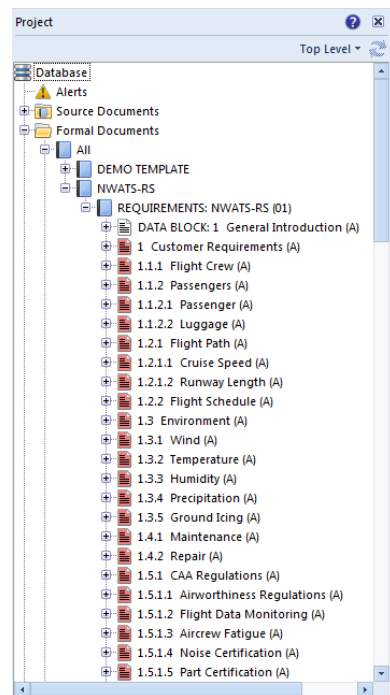 Project
Top Level
Database
Alerts
Source Documents
Formal Documents
All
DEMO TEMPLATE
NWATS-RS
REQUIREMENTS: NWATS-RS (01)
DATA BLOCK: 1 General Introduction (A)
1 Customer Requirements (A)
1.1.1 Flight Crew (A)
1.1.2 Passengers (A)
1.1.2.1 Passenger (A)
1.1.2.2 Luggage (A)
1.2.1 Flight Path (A)
1.2.1.1 Cruise Speed (A)
1.2.1.2 Runway Length (A)
1.2.2 Flight Schedule (A)
1.3 Environment (A)
1.3.1 Wind (A)
1.3.2 Temperature (A)
1.3.3 Humidity (A)
1.3.4 Precipitation (A)
1.3.5 Ground Icing (A)
1.4.1 Maintenance (A)
1.4.2 Repair (A)
1.5.1 CAA Regulations (A)
1.5.1.1 Airworthiness Regulations (A)
1.5.1.2 Flight Data Monitoring (A)
1.5.1.3 Aircrew Fatigue (A)
1.5.1.4 Noise Certification (A)
1.5.1.5 Part Certification (A)